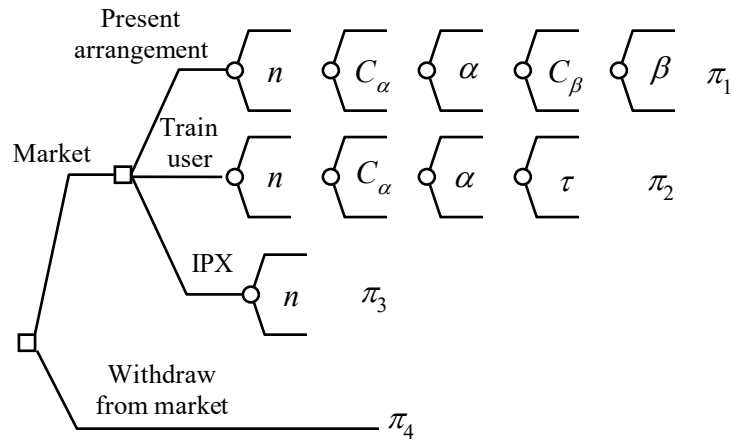 Present
arrangement
n C_α α C_β β π_1
Train
user
Market
n C_α α τ π_2
IPX
n π_3
Withdraw
from market
π_4